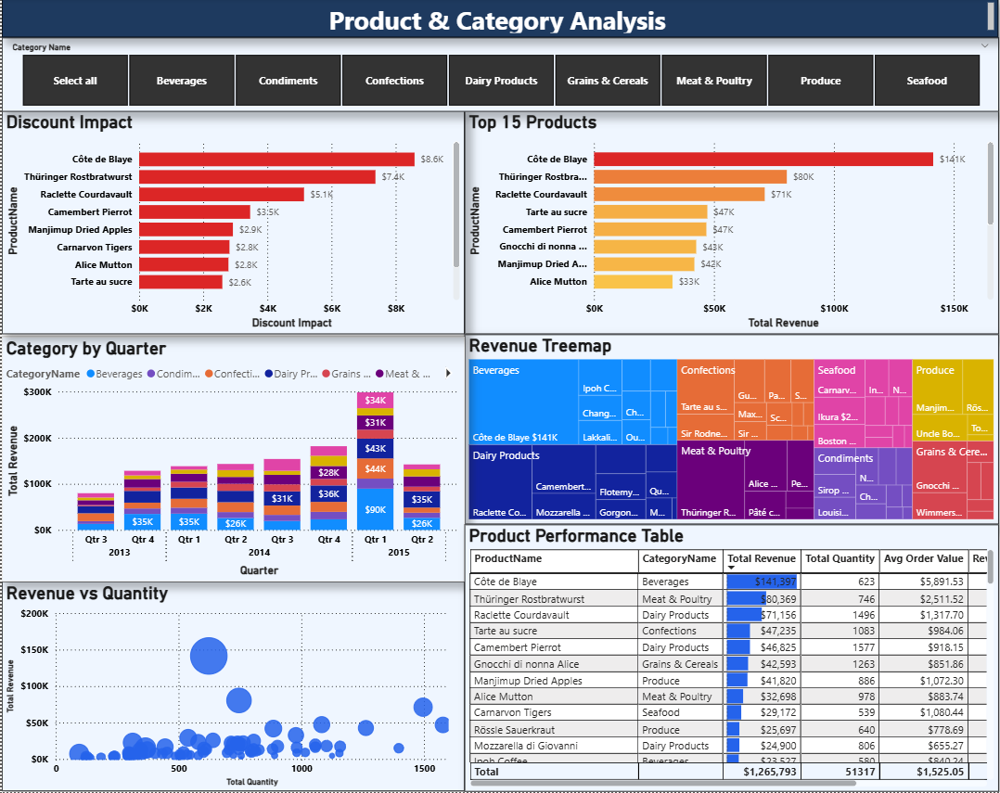 Product & Category Analysis
Category Name
Select all
Beverages
Condiments
Confections
Dairy Products
Grains & Cereals
Meat & Poultry
Produce
Seafood
Discount Impact
ProductName
Côte de Blaye $8.6K
Thüringer Rostbratwurst $7.4K
Raclette Courdavault $5.1K
Camembert Pierrot $3.5K
Manjimup Dried Apples $2.9K
Carnarvon Tigers $2.8K
Alice Mutton $2.8K
Tarte au sucre $2.6K
$0K $2K $4K $6K $8K
Discount Impact
Top 15 Products
ProductName
Côte de Blaye $141K
Thüringer Rostbra... $80K
Raclette Courdavault $71K
Tarte au sucre $47K
Camembert Pierrot $47K
Gnocchi di nonna ... $43K
Manjimup Dried A... $42K
Alice Mutton $33K
$0K $50K $100K $150K
Total Revenue
Category by Quarter
CategoryName Beverages Condim... Confecti... Dairy Pr... Grains ... Meat & ...
Total Revenue
$300K
$200K
$100K
$0K
$35K
$35K
$26K
$31K
$28K
$36K
$34K
$31K
$43K
$44K
$90K
$35K
$26K
Qtr 3 Qtr 4 Qtr 1 Qtr 2 Qtr 3 Qtr 4 Qtr 1 Qtr 2
2013 2014 2015
Quarter
Revenue Treemap
Beverages
Côte de Blaye $141K
Ipoh C...
Chang...
Ch...
Lakkali...
Ou...
Dairy Products
Raclette Co...
Camembert...
Mozzarella ...
Flotemy...
Gorgon...
Qu...
M...
Confections
Tarte au s...
Sir Rodne...
Gu...
Pa...
S...
Max...
Sc...
Sir ...
Meat & Poultry
Thüringer R...
Alice ...
Pe...
Pâté c...
Seafood
Carnarv...
In...
N...
Ikura $2...
Boston ...
Condiments
Sirop ...
N...
Ch...
Louisi...
Produce
Manjim...
Rös...
Uncle Bo...
To...
Grains & Cere...
Gnocchi ...
Wimmers...
Revenue vs Quantity
Total Revenue
$200K
$150K
$100K
$50K
$0K
0 500 1000 1500
Total Quantity
Product Performance Table
ProductName CategoryName Total Revenue Total Quantity Avg Order Value Rev
Côte de Blaye Beverages $141,397 623 $5,891.53
Thüringer Rostbratwurst Meat & Poultry $80,369 746 $2,511.52
Raclette Courdavault Dairy Products $71,156 1496 $1,317.70
Tarte au sucre Confections $47,235 1083 $984.06
Camembert Pierrot Dairy Products $46,825 1577 $918.15
Gnocchi di nonna Alice Grains & Cereals $42,593 1263 $851.86
Manjimup Dried Apples Produce $41,820 886 $1,072.30
Alice Mutton Meat & Poultry $32,698 978 $883.74
Carnarvon Tigers Seafood $29,172 539 $1,080.44
Rössle Sauerkraut Produce $25,697 640 $778.69
Mozzarella di Giovanni Dairy Products $24,900 806 $655.27
Ipoh Coffee Beverages $23,527 580 $840.24
Total $1,265,793 51317 $1,525.05